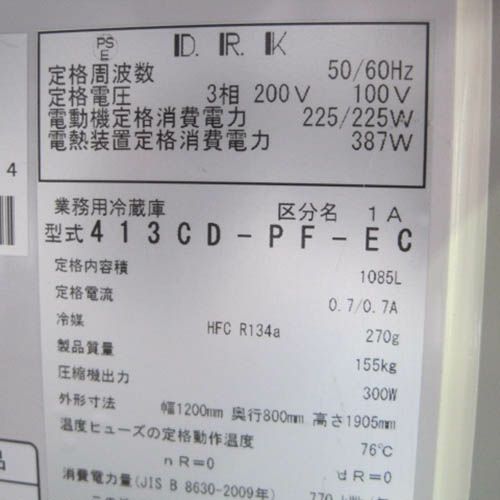 PS
E
D.R.K
定格周波数 50/60Hz
定格電圧 3相 200V 100V
電動機定格消費電力 225/225W
電熱装置定格消費電力 387W
4
業務用冷蔵庫 区分名 1A
型式 413CD-PF-EC
定格内容積 1085L
定格電流 0.7/0.7A
冷媒 HFC R134a 270g
製品質量 155kg
圧縮機出力 300W
外形寸法 幅1200mm 奥行800mm 高さ1905mm
温度ヒューズの定格動作温度 76℃
nR=0 dR=0
品
消費電力量(JIS B 8630-2009年) 770